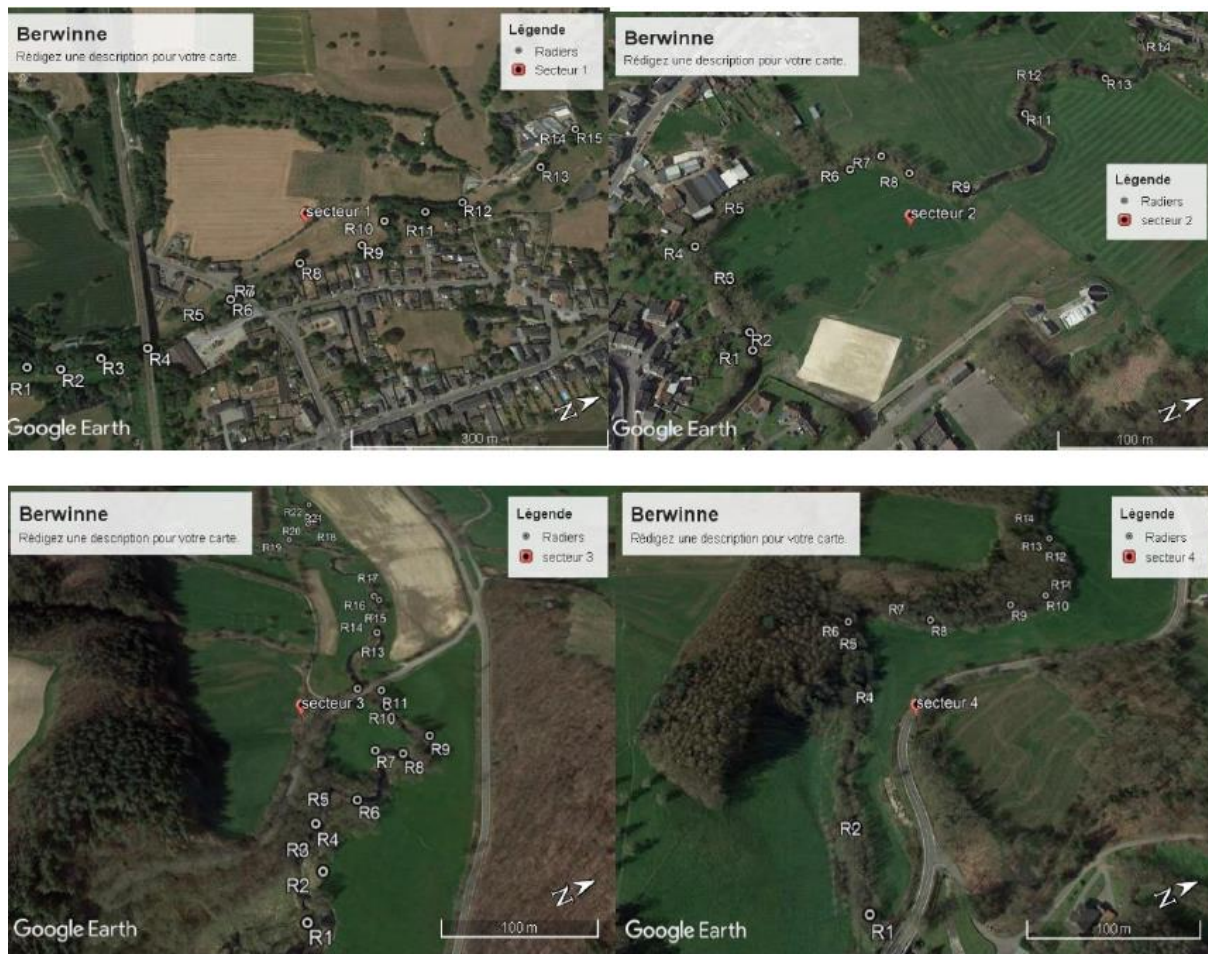 Berwinne
Rédigez une description pour votre carte.
Légende
Radiers
Secteur 1
R14
R15
R13
secteur 1
R12
R10
R11
R9
R8
R7
R5
R6
R4
R3
R1
R2
Google Earth
300 m
N
Berwinne
Rédigez une description pour votre carte.
R14
R12
R13
R11
Légende
Radiers
secteur 2
R7
R6
R8
R9
R5
secteur 2
R4
R3
R2
R1
Google Earth
100 m
N
Berwinne
Rédigez une description pour votre carte.
Légende
Radiers
secteur 3
R22
R21
R20
R18
R19
R17
R16
R15
R14
R13
secteur 3
R11
R10
R9
R7
R8
R5
R6
R4
R3
R2
R1
Google Earth
100 m
N
Berwinne
Rédigez une description pour votre carte.
Légende
Radiers
secteur 4
R14
R13
R12
R11
R10
R7
R9
R6
R8
R5
R4
secteur 4
R2
R1
Google Earth
100 m
N